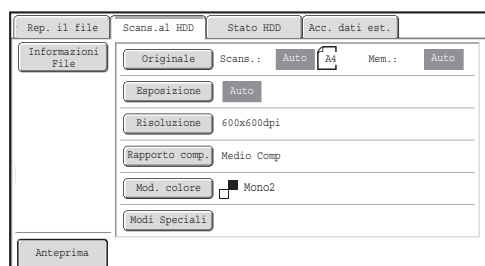 Rep. il file Scans.al HDD Stato HDD Acc. dati est.
Informazioni
File
Originale Scans.: Auto A4 Mem.: Auto
Esposizione Auto
Risoluzione 600x600dpi
Rapporto comp. Medio Comp
Mod. colore Mono2
Modi Speciali
Anteprima